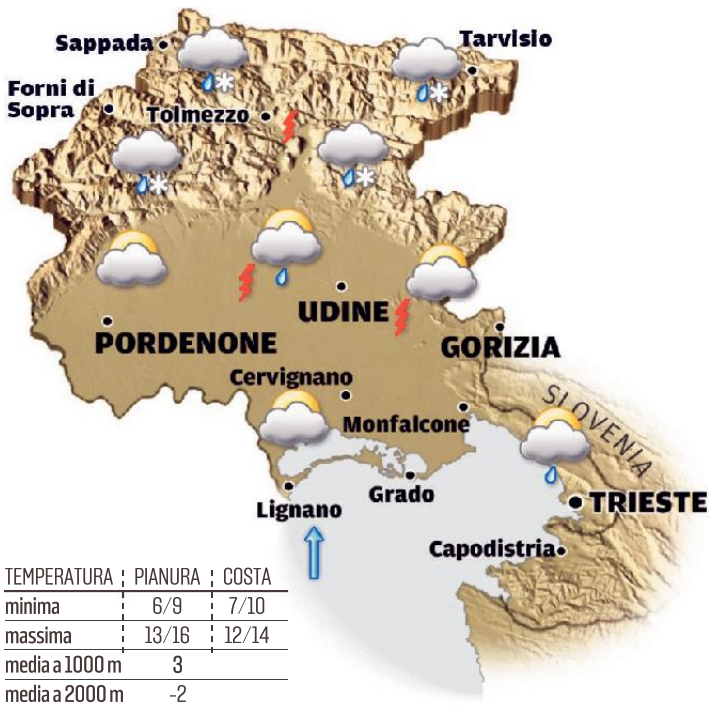 Sappada
Tarvisio
Forni di
Sopra
Tolmezzo
UDINE
PORDENONE
GORIZIA
Cervignano
SLOVENIA
Monfalcone
Grado
TRIESTE
Lignano
Capodistria
TEMPERATURA PIANURA COSTA
minima 6/9 7/10
massima 13/16 12/14
media a 1000 m 3
media a 2000 m -2